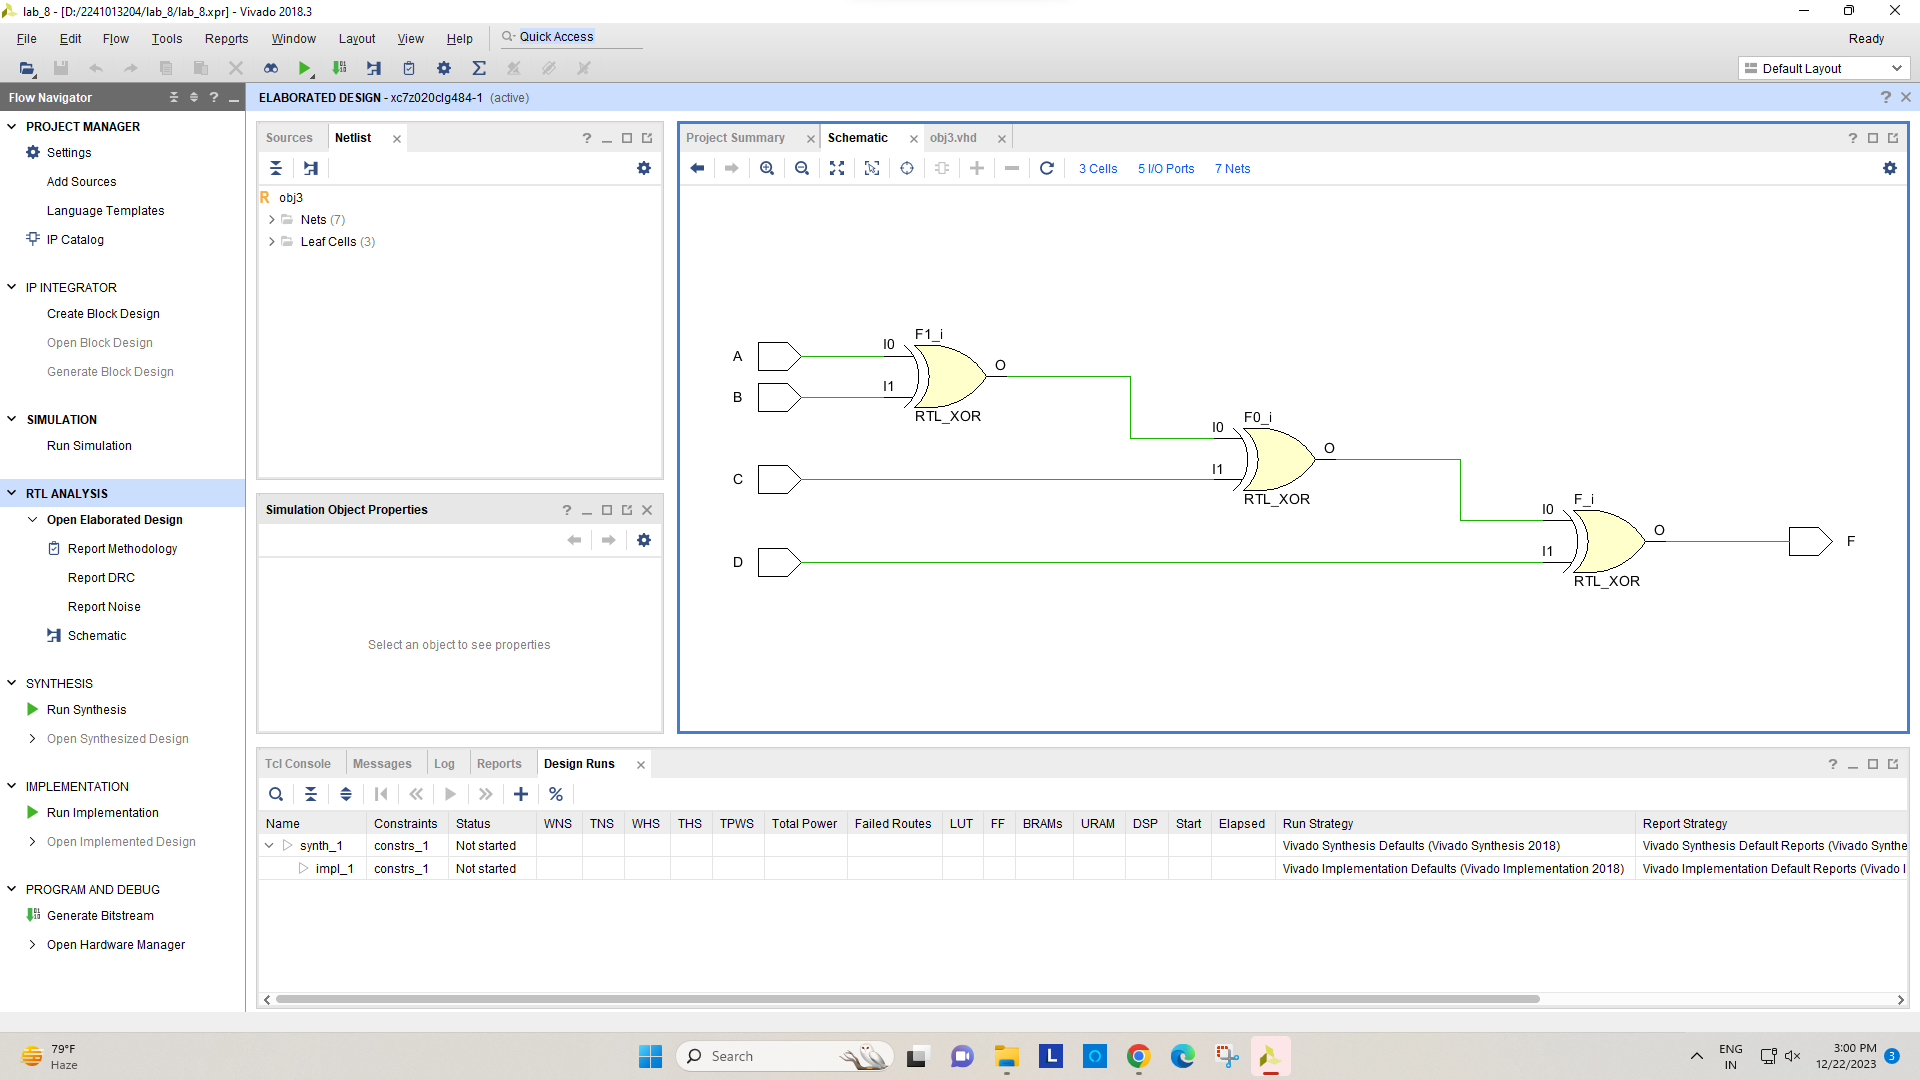 lab_8 - [D:/2241013204/lab_8/lab_8.xpr] - Vivado 2018.3
File Edit Flow Tools Reports Window Layout View Help Quick Access Ready
Default Layout
Flow Navigator
ELABORATED DESIGN - xc7z020clg484-1 (active)
PROJECT MANAGER
Settings
Add Sources
Language Templates
IP Catalog
IP INTEGRATOR
Create Block Design
Open Block Design
Generate Block Design
SIMULATION
Run Simulation
RTL ANALYSIS
Open Elaborated Design
Report Methodology
Report DRC
Report Noise
Schematic
SYNTHESIS
Run Synthesis
Open Synthesized Design
IMPLEMENTATION
Run Implementation
Open Implemented Design
PROGRAM AND DEBUG
Generate Bitstream
Open Hardware Manager
Sources Netlist
R obj3
Nets (7)
Leaf Cells (3)
Simulation Object Properties
Select an object to see properties
Project Summary Schematic obj3.vhd
3 Cells 5 I/O Ports 7 Nets
F1_i
A I0 O
B I1
RTL_XOR
F0_i
I0 O
C I1
RTL_XOR
F_i
I0 O
D I1 F
RTL_XOR
Tcl Console Messages Log Reports Design Runs
Name Constraints Status WNS TNS WHS THS TPWS Total Power Failed Routes LUT FF BRAMs URAM DSP Start Elapsed Run Strategy Report Strategy
synth_1 constrs_1 Not started Vivado Synthesis Defaults (Vivado Synthesis 2018) Vivado Synthesis Default Reports (Vivado Synthe
impl_1 constrs_1 Not started Vivado Implementation Defaults (Vivado Implementation 2018) Vivado Implementation Default Reports (Vivado I
79°F
Haze
Search
ENG
IN
3:00 PM
12/22/2023
3